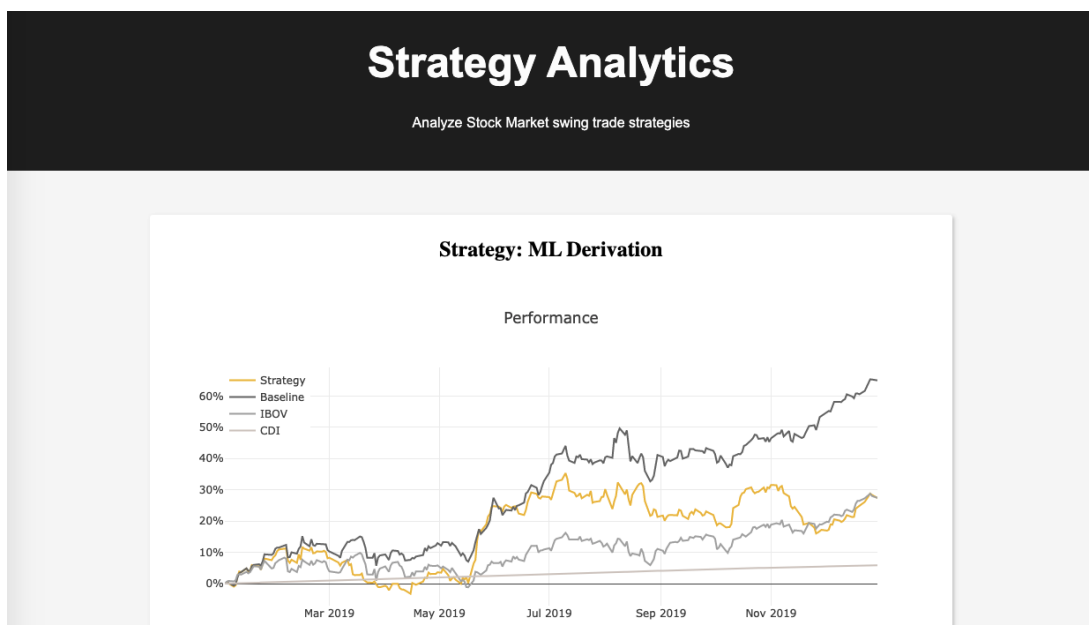 Strategy Analytics
Analyze Stock Market swing trade strategies
Strategy: ML Derivation
Performance
Strategy
Baseline
IBOV
CDI
60%
50%
40%
30%
20%
10%
0%
Mar 2019
May 2019
Jul 2019
Sep 2019
Nov 2019